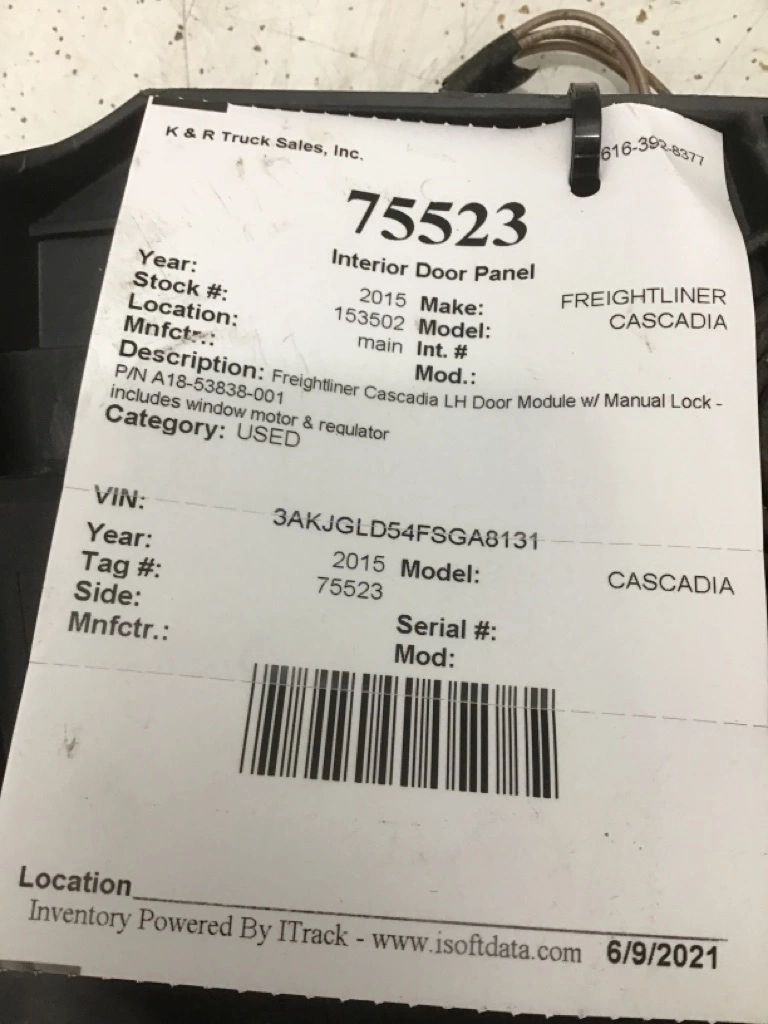 K & R Truck Sales, Inc. 616-392-8377
75523
Interior Door Panel
Year: 2015 Make: FREIGHTLINER
Stock #: 153502 Model: CASCADIA
Location: main Int. #
Mnfctr.: Mod.:
Description: Freightliner Cascadia LH Door Module w/ Manual Lock -
P/N A18-53838-001
includes window motor & regulator
Category: USED
VIN: 3AKJGLD54FSGA8131
Year: 2015 Model: CASCADIA
Tag #: 75523
Side: Serial #:
Mnfctr.: Mod:
Location
Inventory Powered By ITrack - www.isoftdata.com 6/9/2021